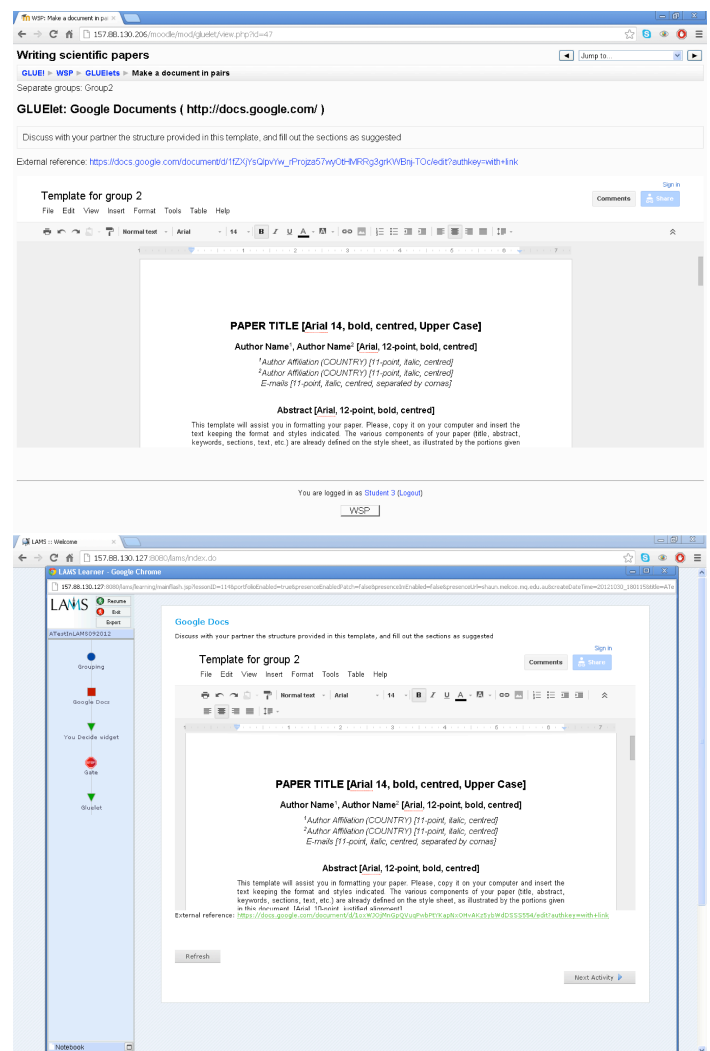 WSP: Make a document in pai
157.88.130.206/moodle/mod/gluelet/view.php?id=47
Writing scientific papers
Jump to...
GLUE! ► WSP ► GLUElets ► Make a document in pairs
Separate groups: Group2
GLUElet: Google Documents ( http://docs.google.com/ )
Discuss with your partner the structure provided in this template, and fill out the sections as suggested
External reference:
Sign in
Template for group 2
Comments
Share
File Edit View Insert Format Tools Table Help
Normal text
Arial
14
B I U A
PAPER TITLE [Arial 14, bold, centred, Upper Case]
Author Name1, Author Name2 [Arial, 12-point, bold, centred]
1Author Affiliation (COUNTRY) [11-point, italic, centred]
2Author Affiliation (COUNTRY) [11-point, italic, centred]
E-mails [11-point, italic, centred, separated by comas]
Abstract [Arial, 12-point, bold, centred]
This template will assist you in formatting your paper. Please, copy it on your computer and insert the
text keeping the format and styles indicated. The various components of your paper (title, abstract,
keywords, sections, text, etc.) are already defined on the style sheet, as illustrated by the portions given
You are logged in as Student 3 (Logout)
WSP
LAMS :: Welcome
157.88.130.127:8080/lams/index.do
LAMS Learner - Google Chrome
LAMS
Resume
Exit
Export
ATestInLAMS092012
Grouping
Google Docs
You Decide widget
Gate
Gluelet
Notebook
Google Docs
Discuss with your partner the structure provided in this template, and fill out the sections as suggested
Sign in
Template for group 2
Comments
Share
File Edit View Insert Format Tools Table Help
Normal text
Arial
14
B I U A
PAPER TITLE [Arial 14, bold, centred, Upper Case]
Author Name1, Author Name2 [Arial, 12-point, bold, centred]
1Author Affiliation (COUNTRY) [11-point, italic, centred]
2Author Affiliation (COUNTRY) [11-point, italic, centred]
E-mails [11-point, italic, centred, separated by comas]
Abstract [Arial, 12-point, bold, centred]
This template will assist you in formatting your paper. Please, copy it on your computer and insert the
text keeping the format and styles indicated. The various components of your paper (title, abstract,
keywords, sections, text, etc.) are already defined on the style sheet, as illustrated by the portions given
in this document. [Arial, 10-point, justified alignment]
External reference:
Refresh
Next Activity